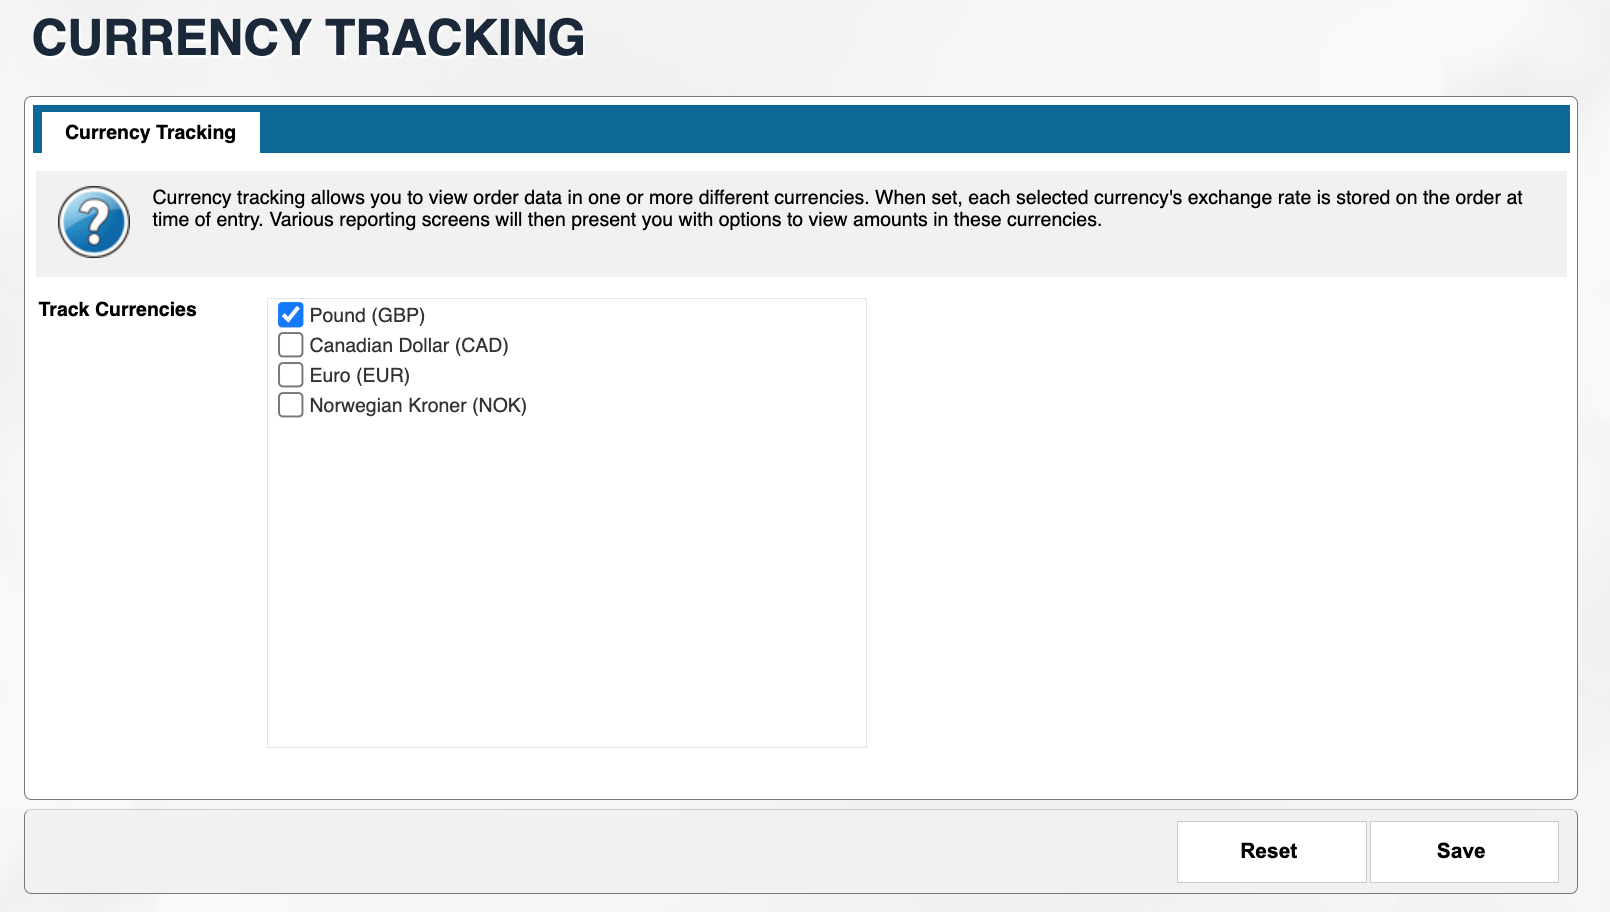 CURRENCY TRACKING
Currency Tracking
Currency tracking allows you to view order data in one or more different currencies. When set, each selected currency's exchange rate is stored on the order at
time of entry. Various reporting screens will then present you with options to view amounts in these currencies.
Track Currencies
Pound (GBP)
Canadian Dollar (CAD)
Euro (EUR)
Norwegian Kroner (NOK)
Reset
Save